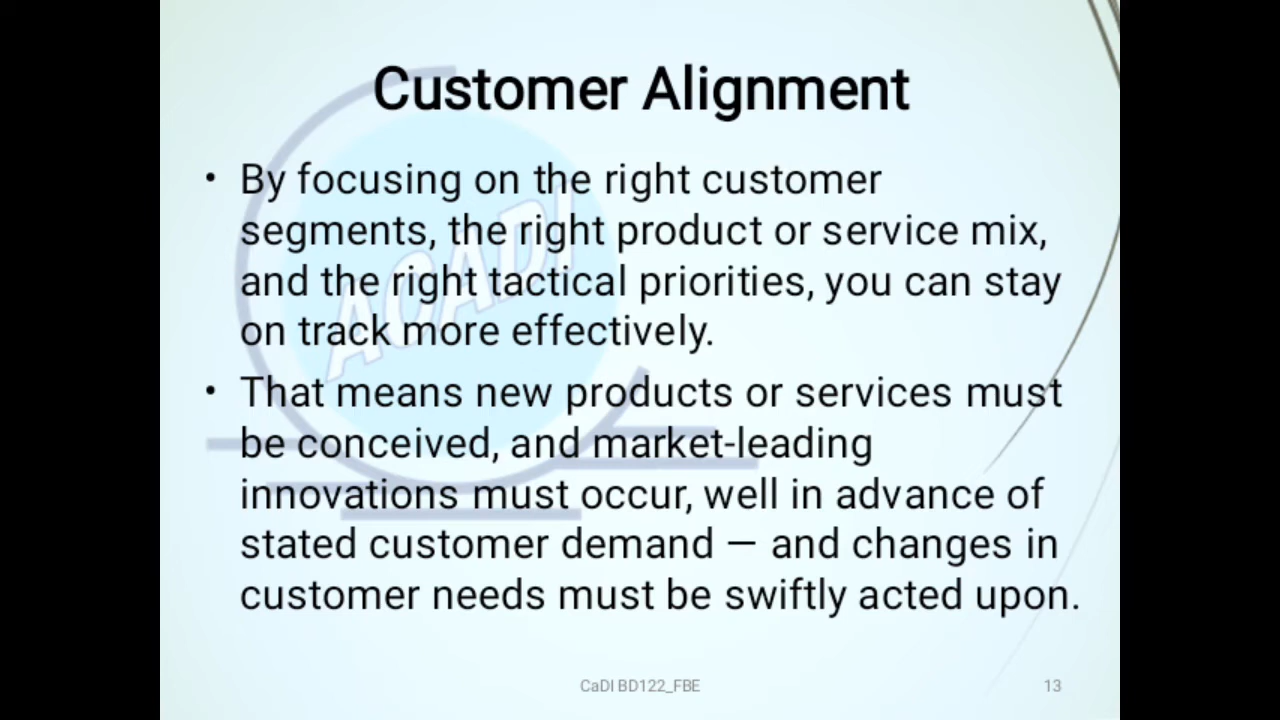 Customer Alignment
• By focusing on the right customer
segments, the right product or service mix,
and the right tactical priorities, you can stay
on track more effectively.
• That means new products or services must
be conceived, and market-leading
innovations must occur, well in advance of
stated customer demand — and changes in
customer needs must be swiftly acted upon.
ACADI
CaDI BD122_FBE
13